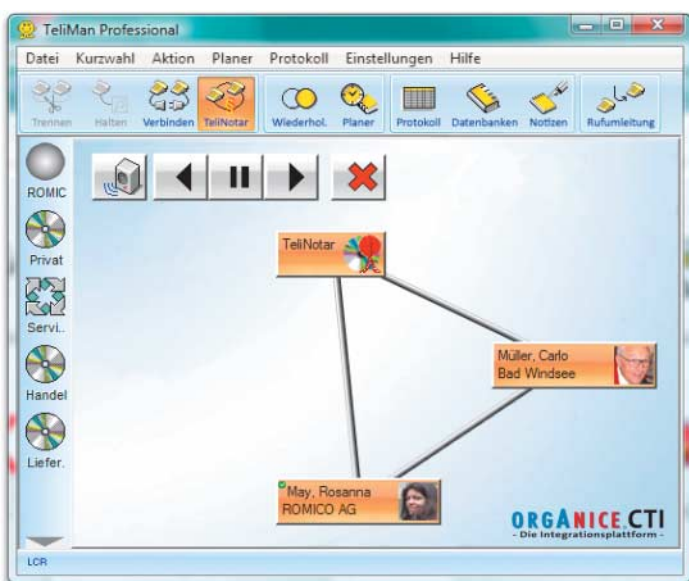 TeliMan Professional
Datei Kurzwahl Aktion Planer Protokoll Einstellungen Hilfe
Trennen Halten Verbinden TeliNotar Wiederhol. Planer Protokoll Datenbanken Notizen Rufumleitung
ROMIC
Privat
Servi..
Handel
Liefer.
TeliNotar
Müller, Carlo
Bad Windsee
May, Rosanna
ROMICO AG
ORGANICE.CTI
- Die Integrationsplattform -
LCR